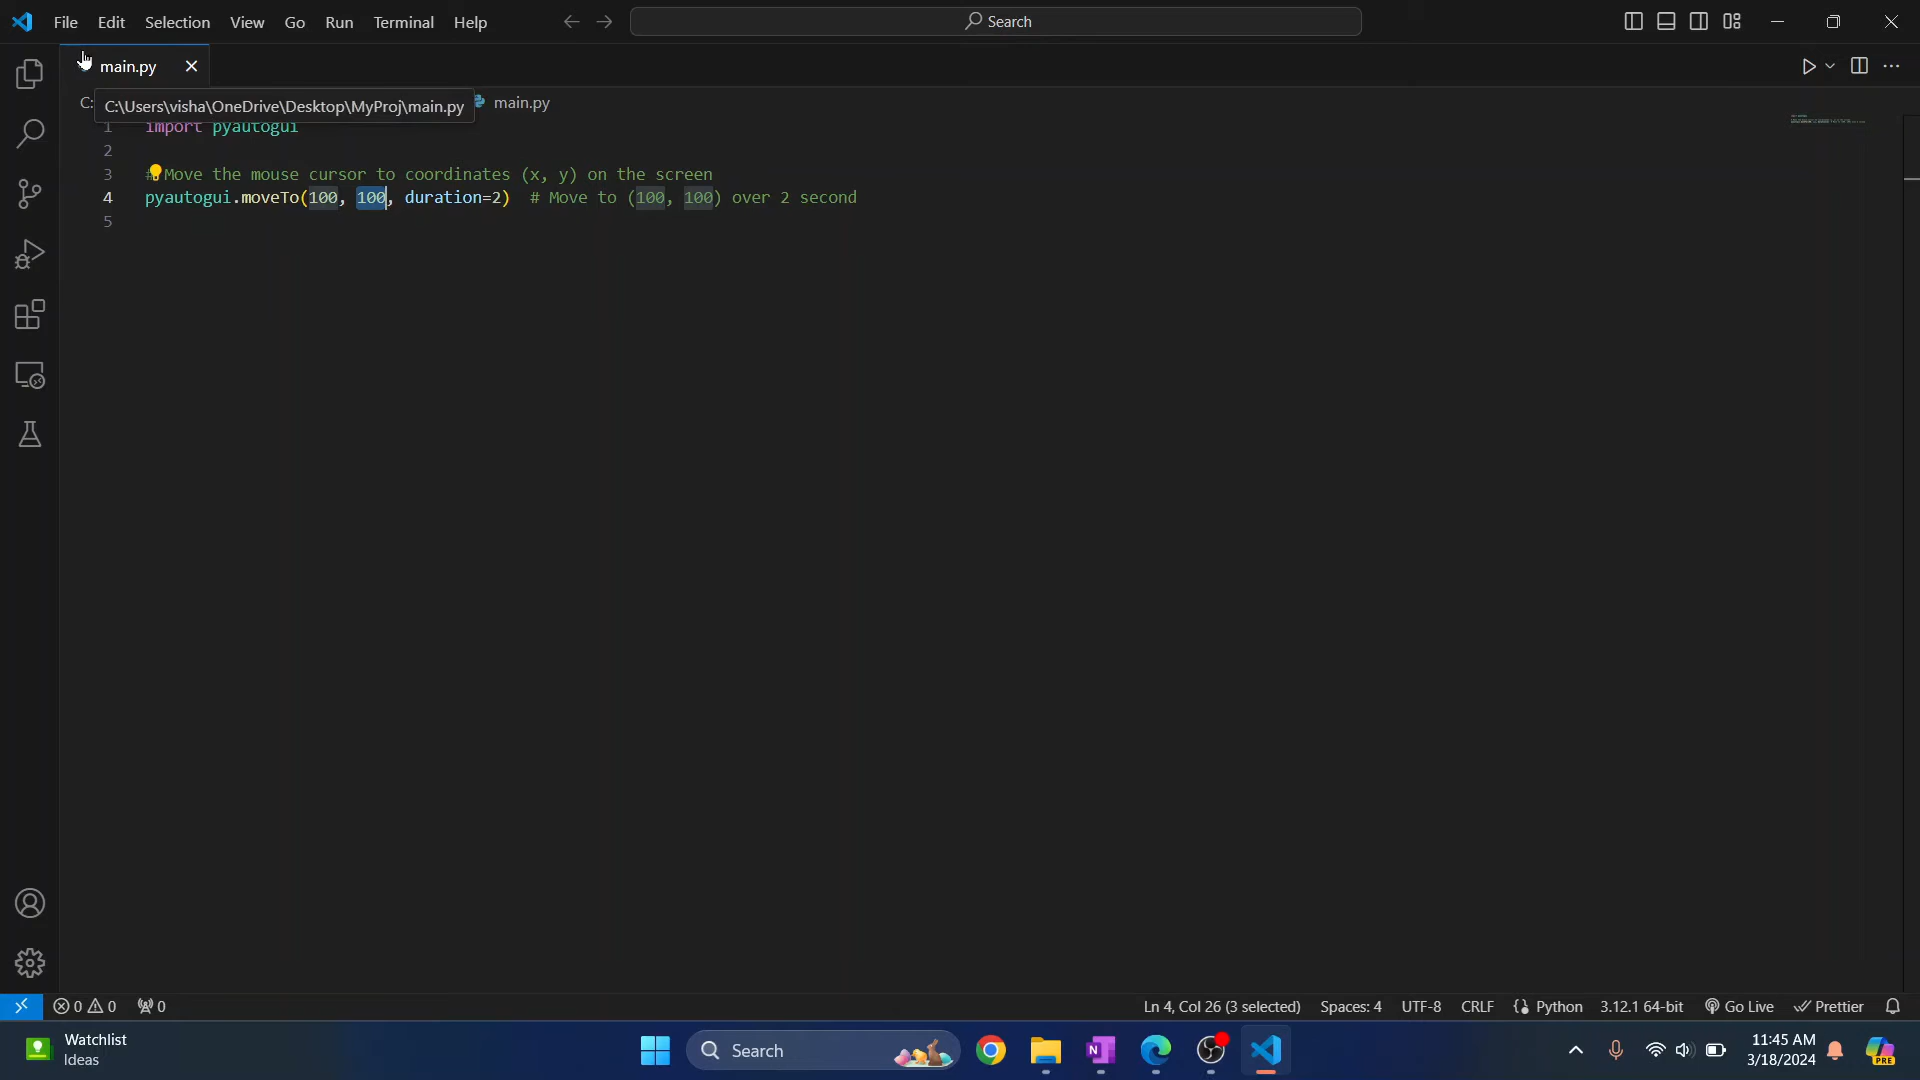 File Edit Selection View Go Run Terminal Help
Search
main.py
C:
C:\Users\visha\OneDrive\Desktop\MyProj\main.py
main.py
1 import pyautogui
2
3 # Move the mouse cursor to coordinates (x, y) on the screen
4 pyautogui.moveTo(100, 100, duration=2)  # Move to (100, 100) over 2 second
5
0 0 0
Ln 4, Col 26 (3 selected) Spaces: 4 UTF-8 CRLF {} Python 3.12.1 64-bit Go Live Prettier
Watchlist
Ideas
Search
N
11:45 AM
3/18/2024
PRE